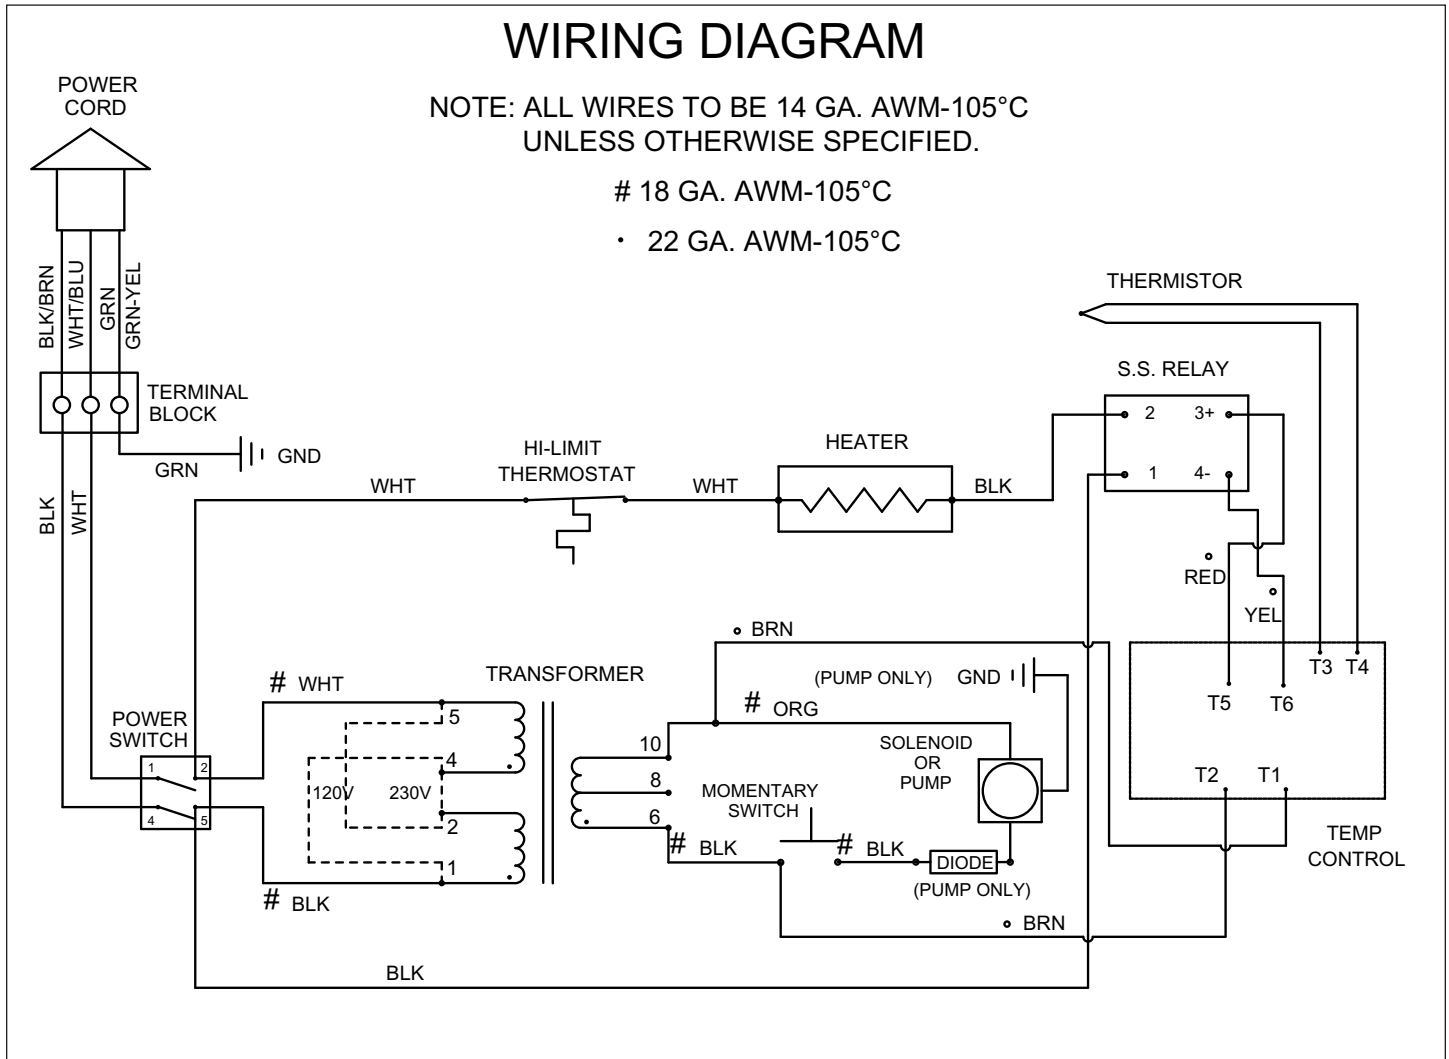 WIRING DIAGRAM
POWER
CORD
NOTE: ALL WIRES TO BE 14 GA. AWM-105°C
UNLESS OTHERWISE SPECIFIED.
# 18 GA. AWM-105°C
· 22 GA. AWM-105°C
BLK/BRN
WHT/BLU
GRN
GRN-YEL
THERMISTOR
S.S. RELAY
TERMINAL
BLOCK
2 3+
1 4-
GRN
GND
HI-LIMIT
THERMOSTAT
HEATER
WHT
WHT
BLK
BLK
WHT
RED
YEL
BRN
T3 T4
T5 T6
T2 T1
TEMP
CONTROL
# WHT
TRANSFORMER
(PUMP ONLY)
GND
# ORG
POWER
SWITCH
1 2
4 5
5
4
120V 230V
2
1
10
8
6
SOLENOID
OR
PUMP
MOMENTARY
SWITCH
# BLK
# BLK
DIODE
(PUMP ONLY)
# BLK
BRN
BLK